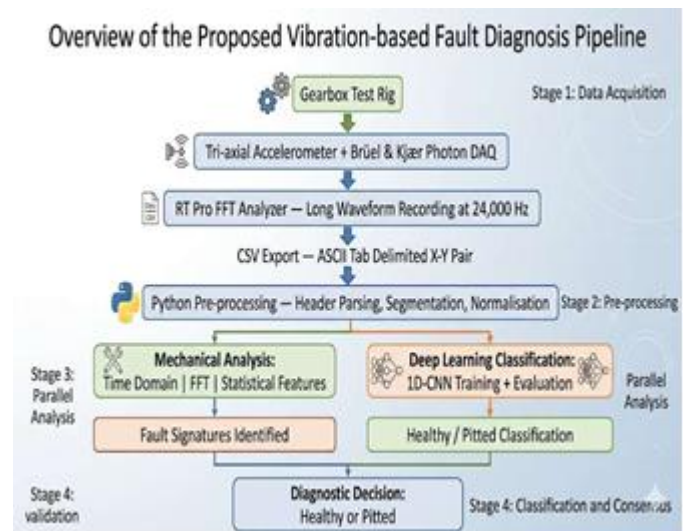 Overview of the Proposed Vibration-based Fault Diagnosis Pipeline
Gearbox Test Rig
Stage 1: Data Acquisition
Tri-axial Accelerometer + Brüel & Kjær Photon DAQ
RT Pro FFT Analyzer — Long Waveform Recording at 24,000 Hz
CSV Export — ASCII Tab Delimited X-Y Pair
Python Pre-processing — Header Parsing, Segmentation, Normalisation
Stage 2: Pre-processing
Stage 3:
Parallel
Analysis
Mechanical Analysis:
Time Domain | FFT | Statistical Features
Deep Learning Classification:
1D-CNN Training + Evaluation
Parallel
Analysis
Fault Signatures Identified
Healthy / Pitted Classification
Stage 4:
validation
Diagnostic Decision:
Healthy or Pitted
Stage 4: Classification and Consensus